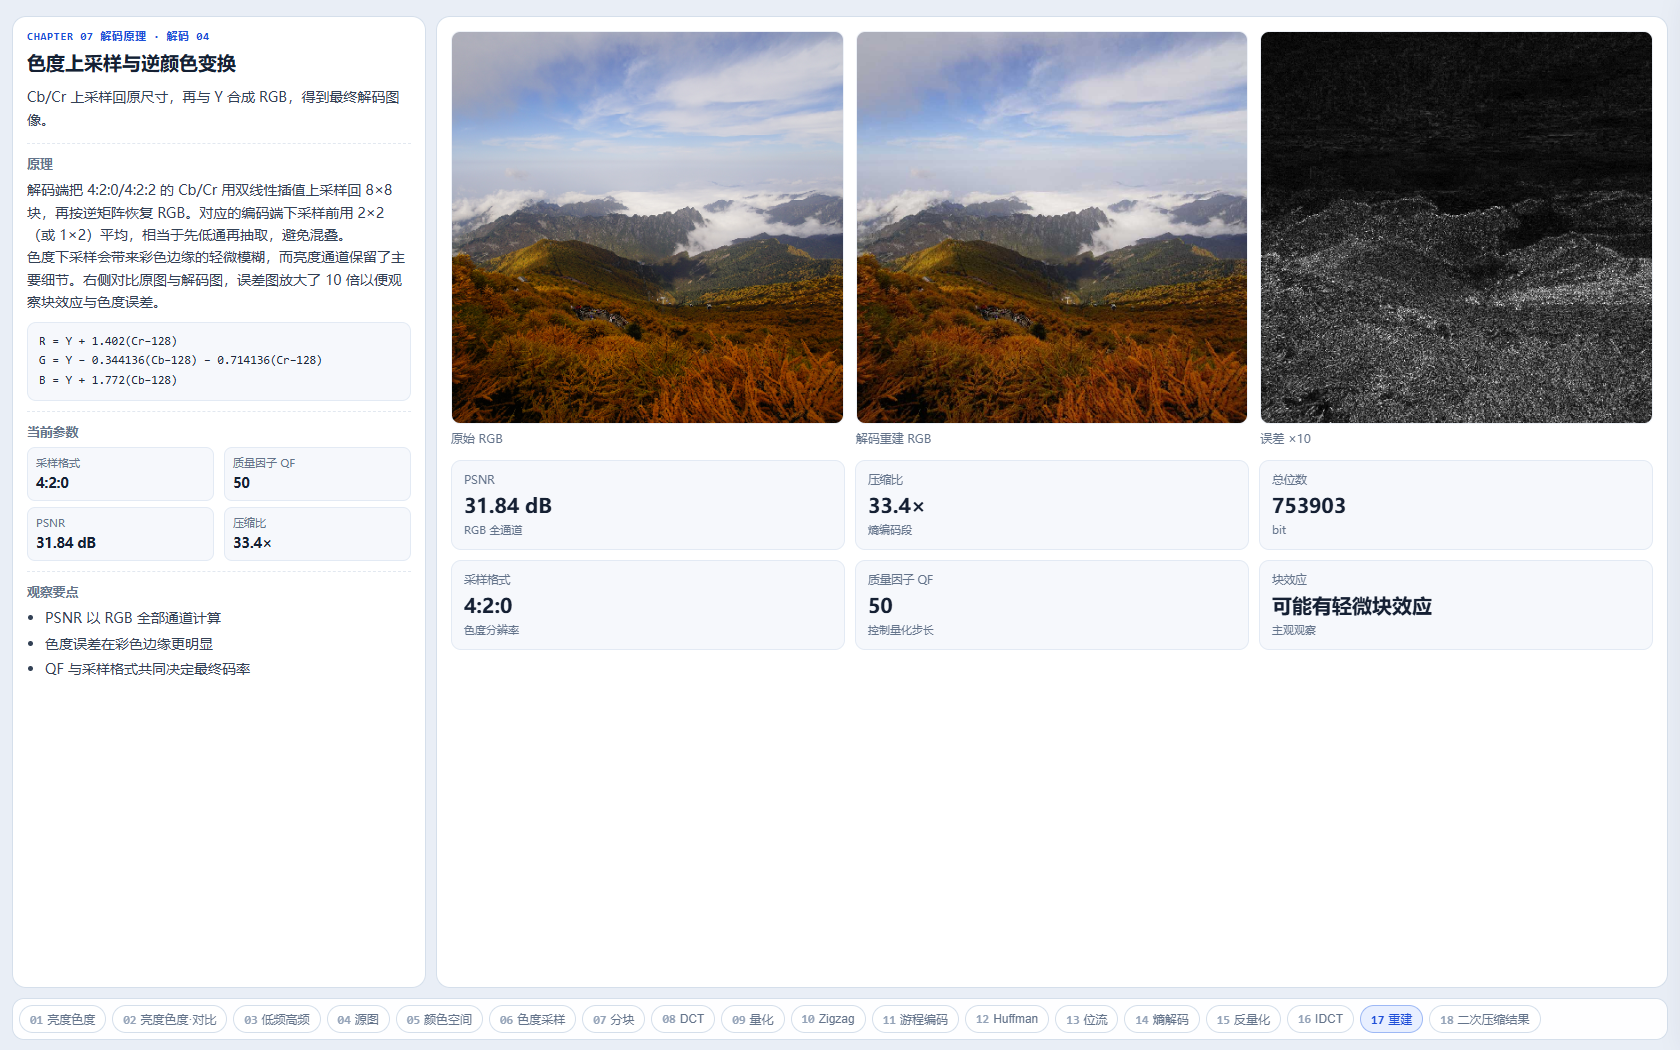 CHAPTER 07 解码原理 · 解码 04
色度上采样与逆颜色变换
Cb/Cr 上采样回原尺寸，再与 Y 合成 RGB，得到最终解码图
像。
原理
解码端把 4:2:0/4:2:2 的 Cb/Cr 用双线性插值上采样回 8×8
块，再按逆矩阵恢复 RGB。对应的编码端下采样前用 2×2
（或 1×2）平均，相当于先低通再抽取，避免混叠。
色度下采样会带来彩色边缘的轻微模糊，而亮度通道保留了主
要细节。右侧对比原图与解码图，误差图放大了 10 倍以便观
察块效应与色度误差。
R = Y + 1.402(Cr−128)
G = Y − 0.344136(Cb−128) − 0.714136(Cr−128)
B = Y + 1.772(Cb−128)
当前参数
采样格式
4:2:0
质量因子 QF
50
PSNR
31.84 dB
压缩比
33.4×
观察要点
• PSNR 以 RGB 全部通道计算
• 色度误差在彩色边缘更明显
• QF 与采样格式共同决定最终码率
原始 RGB
解码重建 RGB
误差 ×10
PSNR
31.84 dB
RGB 全通道
压缩比
33.4×
熵编码段
总位数
753903
bit
采样格式
4:2:0
色度分辨率
质量因子 QF
50
控制量化步长
块效应
可能有轻微块效应
主观观察
01 亮度色度
02 亮度色度·对比
03 低频高频
04 源图
05 颜色空间
06 色度采样
07 分块
08 DCT
09 量化
10 Zigzag
11 游程编码
12 Huffman
13 位流
14 熵解码
15 反量化
16 IDCT
17 重建
18 二次压缩结果